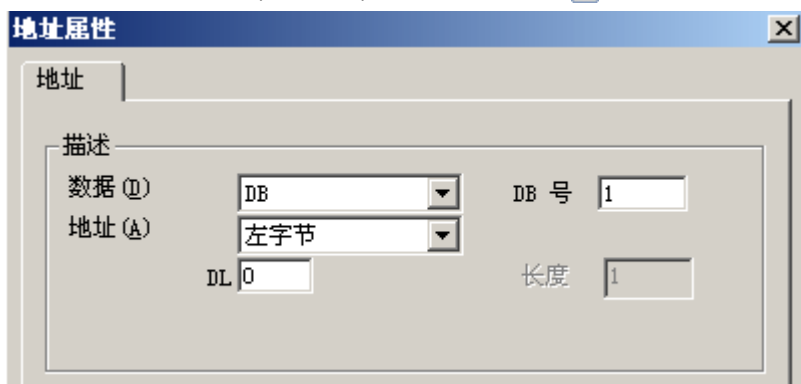 地址属性
地址
描述
数据(D) DB DB 号 1
地址(A) 左字节
DL 0 长度 1